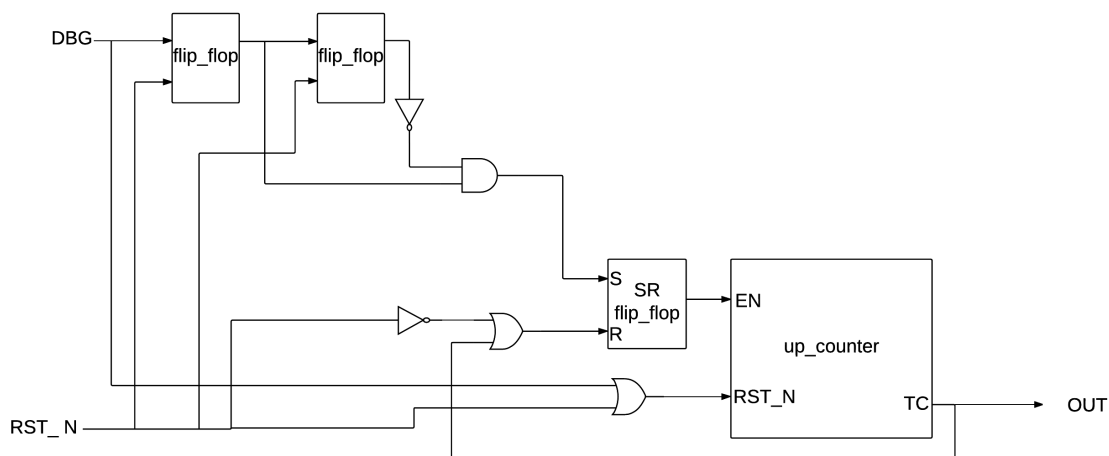 DBG
flip_flop
flip_flop
S
SR
flip_flop
R
EN
up_counter
RST_N
TC
OUT
RST_ N